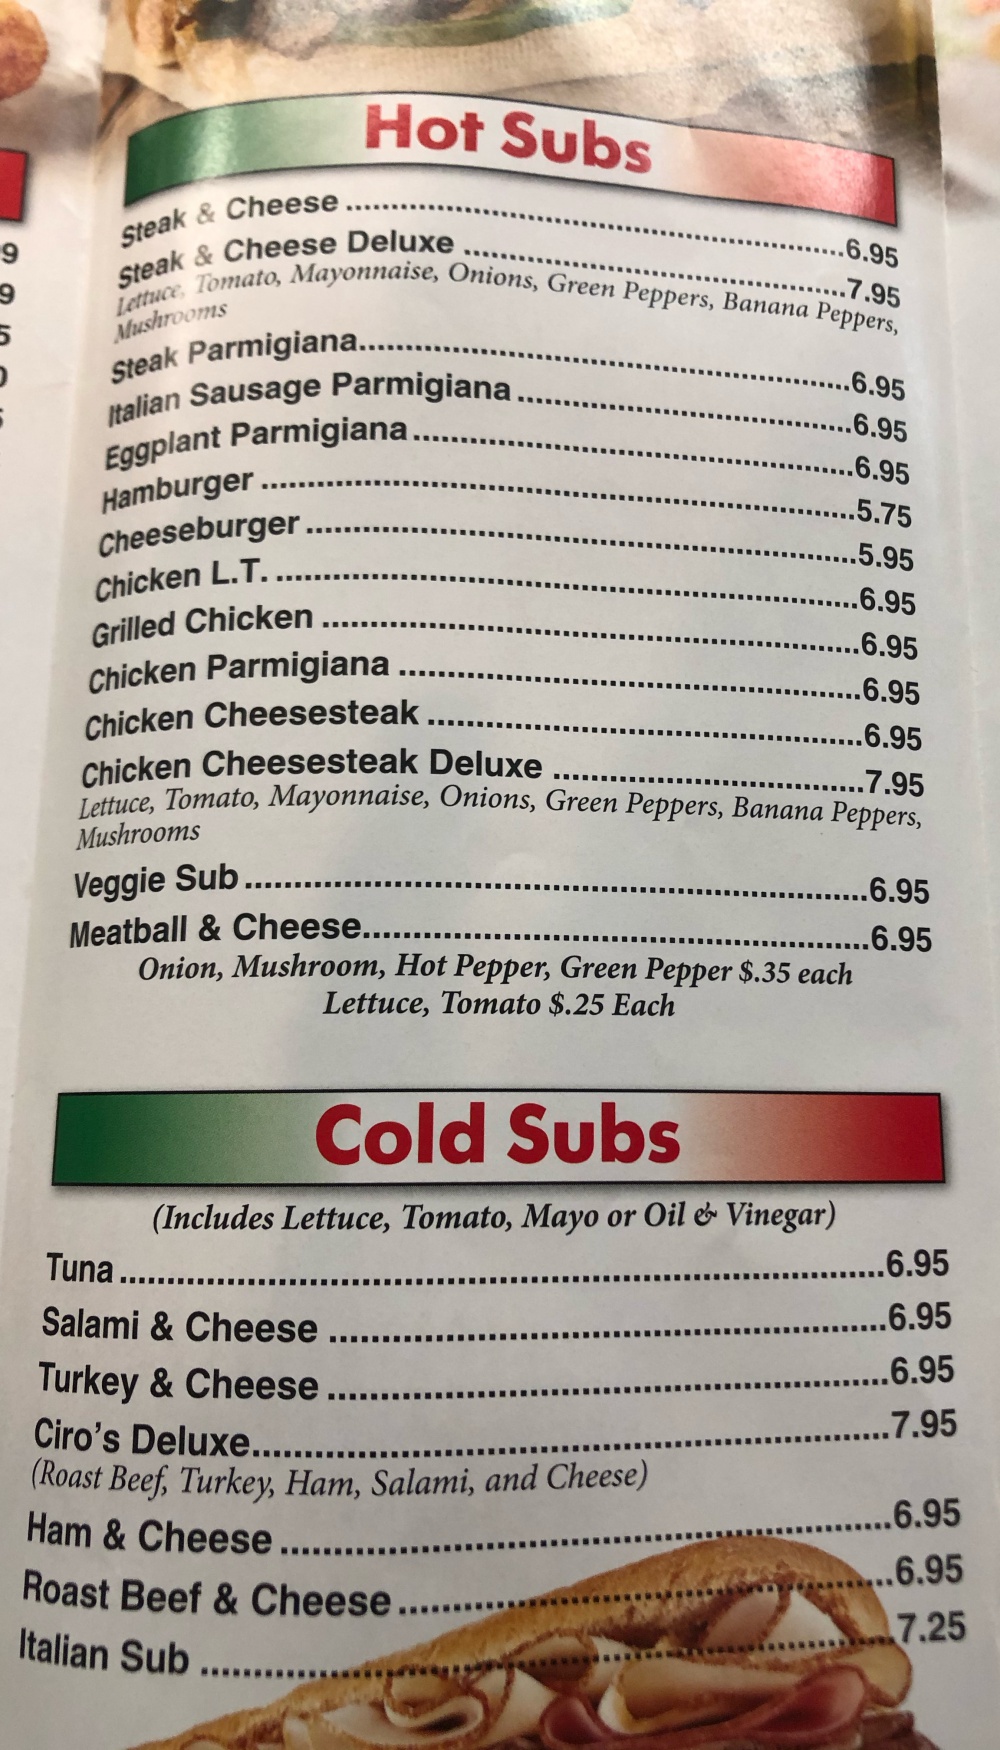 Hot Subs
Steak & Cheese ........ 6.95
Steak & Cheese Deluxe ........ 7.95
Lettuce, Tomato, Mayonnaise, Onions, Green Peppers, Banana Peppers,
Mushrooms
Steak Parmigiana ........ 6.95
Italian Sausage Parmigiana ........ 6.95
Eggplant Parmigiana ........ 6.95
Hamburger ........ 5.75
Cheeseburger ........ 5.95
Chicken L.T. ........ 6.95
Grilled Chicken ........ 6.95
Chicken Parmigiana ........ 6.95
Chicken Cheesesteak ........ 6.95
Chicken Cheesesteak Deluxe ........ 7.95
Lettuce, Tomato, Mayonnaise, Onions, Green Peppers, Banana Peppers,
Mushrooms
Veggie Sub ........ 6.95
Meatball & Cheese ........ 6.95
Onion, Mushroom, Hot Pepper, Green Pepper $.35 each
Lettuce, Tomato $.25 Each
Cold Subs
(Includes Lettuce, Tomato, Mayo or Oil & Vinegar)
Tuna ........ 6.95
Salami & Cheese ........ 6.95
Turkey & Cheese ........ 6.95
Ciro's Deluxe ........ 7.95
(Roast Beef, Turkey, Ham, Salami, and Cheese)
Ham & Cheese ........ 6.95
Roast Beef & Cheese ........ 6.95
Italian Sub ........ 7.25